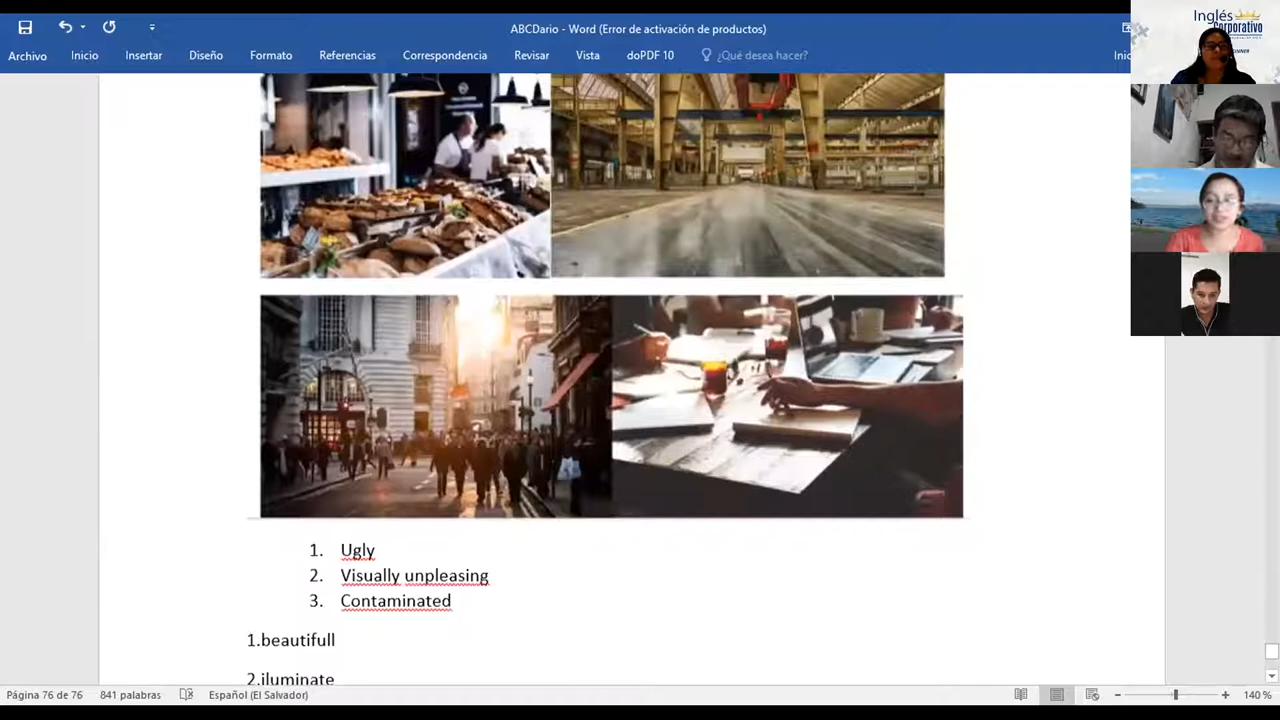 ABCDario - Word (Error de activación de productos)
Archivo Inicio Insertar Diseño Formato Referencias Correspondencia Revisar Vista doPDF 10 ¿Qué desea hacer? Inic
Inglés
Corporativo
1. Ugly
2. Visually unpleasing
3. Contaminated
1.beautifull
2.iluminate
Página 76 de 76 841 palabras Español (El Salvador) 140 %